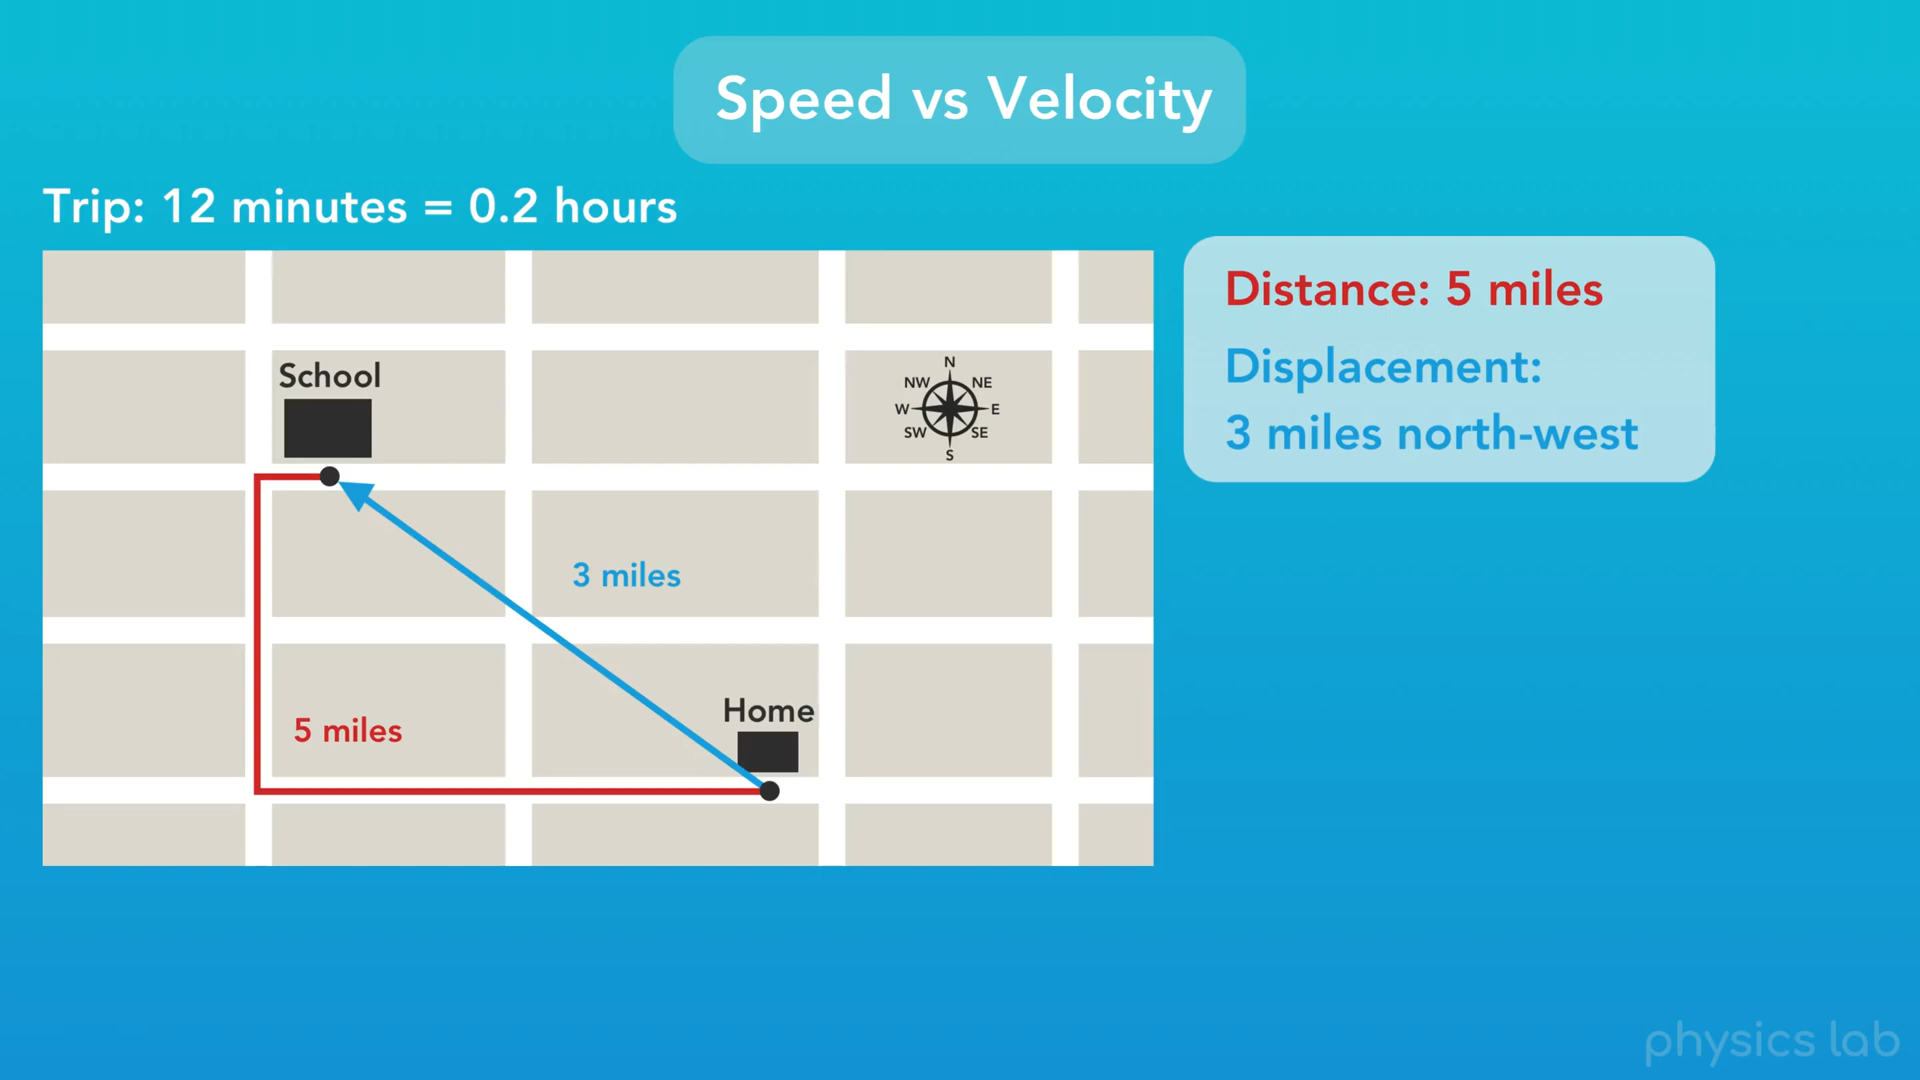 Speed vs Velocity
Trip: 12 minutes = 0.2 hours
Distance: 5 miles
Displacement:
3 miles north-west
School
N
NW
NE
W
E
SW
SE
S
3 miles
Home
5 miles
physics lab